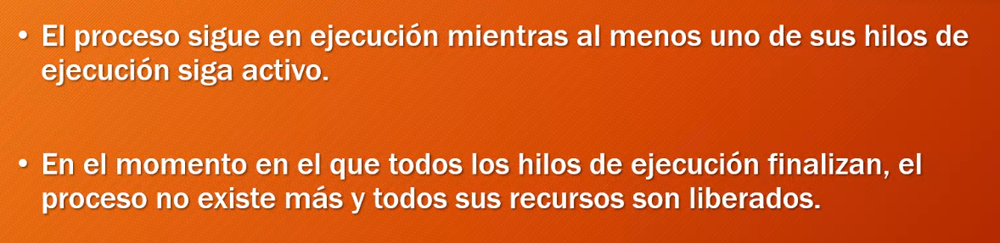 • El proceso sigue en ejecución mientras al menos uno de sus hilos de
ejecución siga activo.
• En el momento en el que todos los hilos de ejecución finalizan, el
proceso no existe más y todos sus recursos son liberados.